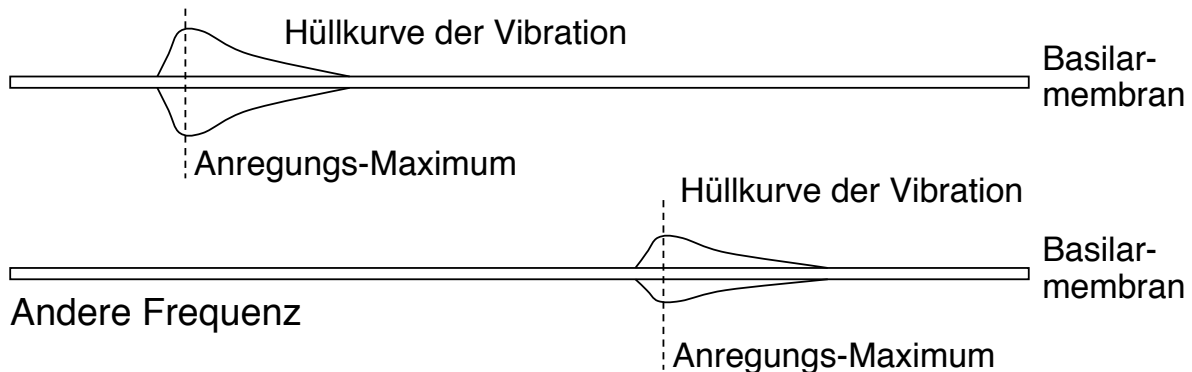 Hüllkurve der Vibration
Basilar-
membran
Anregungs-Maximum
Hüllkurve der Vibration
Basilar-
membran
Andere Frequenz
Anregungs-Maximum